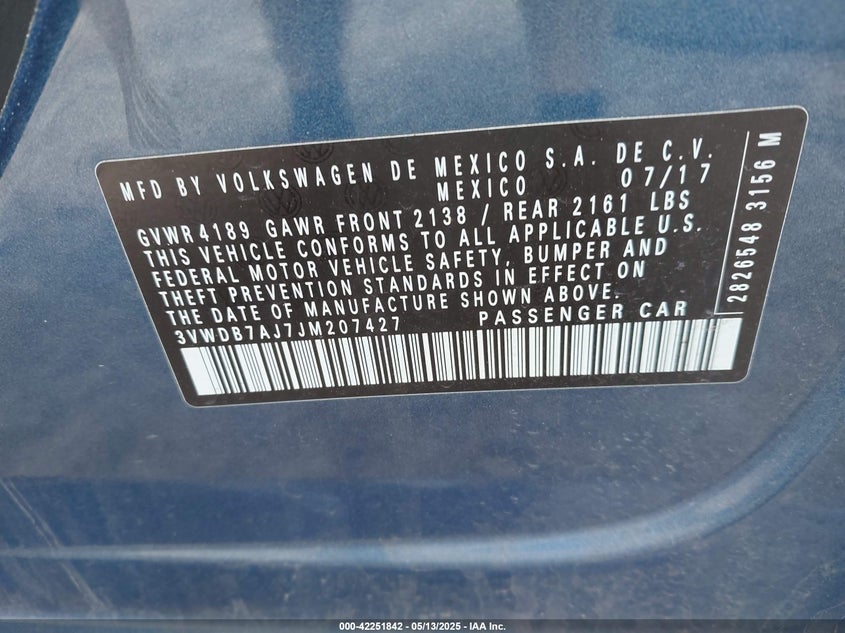 MFD BY VOLKSWAGEN DE MEXICO S.A. DE C.V.
MEXICO 07/17
GVWR 4189 GAWR FRONT 2138 / REAR 2161 LBS
THIS VEHICLE CONFORMS TO ALL APPLICABLE U.S.
FEDERAL MOTOR VEHICLE SAFETY, BUMPER AND
THEFT PREVENTION STANDARDS IN EFFECT ON
THE DATE OF MANUFACTURE SHOWN ABOVE.
3VWDB7AJ7JM207427 PASSENGER CAR
2826548 3156 M
000-42251842 - 05/13/2025 - IAA Inc.